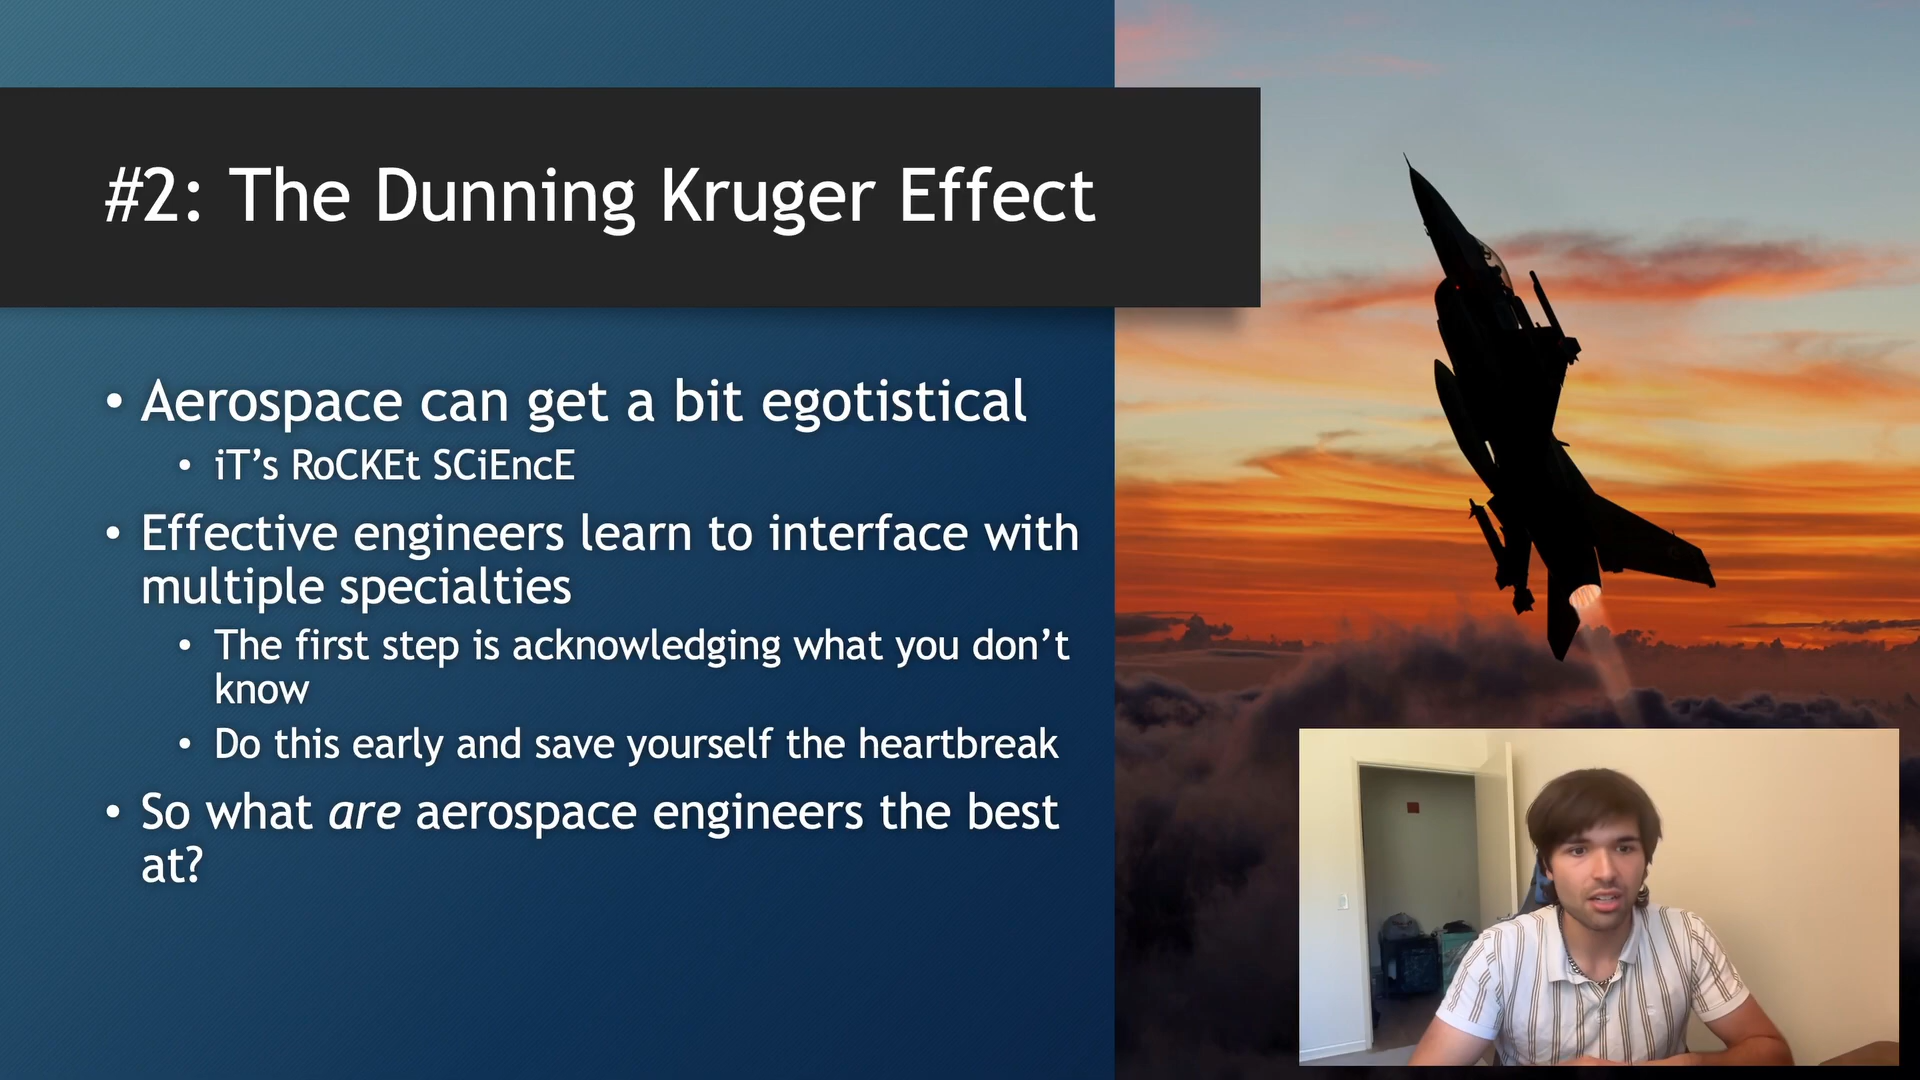 #2: The Dunning Kruger Effect
• Aerospace can get a bit egotistical
• iT’s RoCKEt SCiEncE
• Effective engineers learn to interface with
multiple specialties
• The first step is acknowledging what you don’t
know
• Do this early and save yourself the heartbreak
• So what are aerospace engineers the best
at?